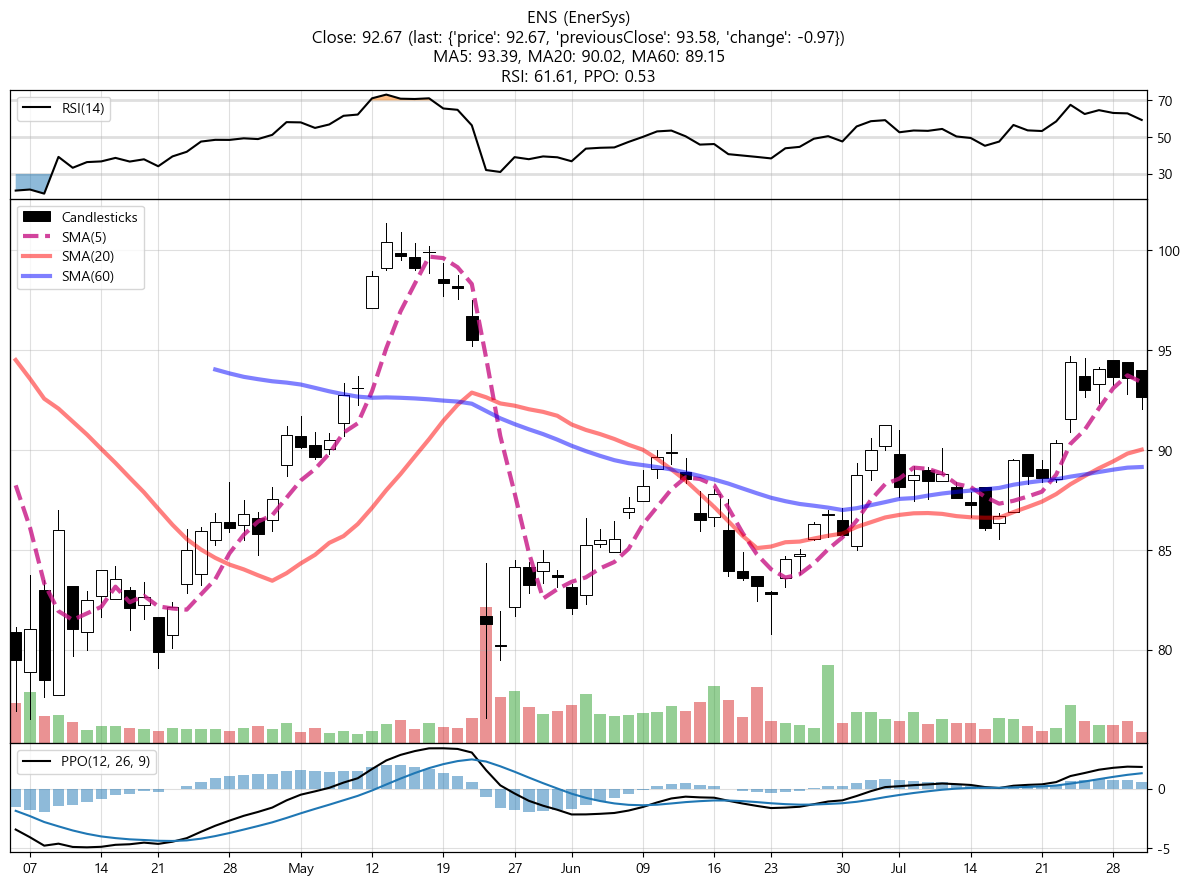 ENS (EnerSys)
Close: 92.67 (last: {'price': 92.67, 'previousClose': 93.58, 'change': -0.97})
MA5: 93.39, MA20: 90.02, MA60: 89.15
RSI: 61.61, PPO: 0.53
RSI(14)
70
50
30
Candlesticks
SMA(5)
SMA(20)
SMA(60)
100
95
90
85
80
PPO(12, 26, 9)
0
-5
07 14 21 28 May 12 19 27 Jun 09 16 23 30 Jul 14 21 28